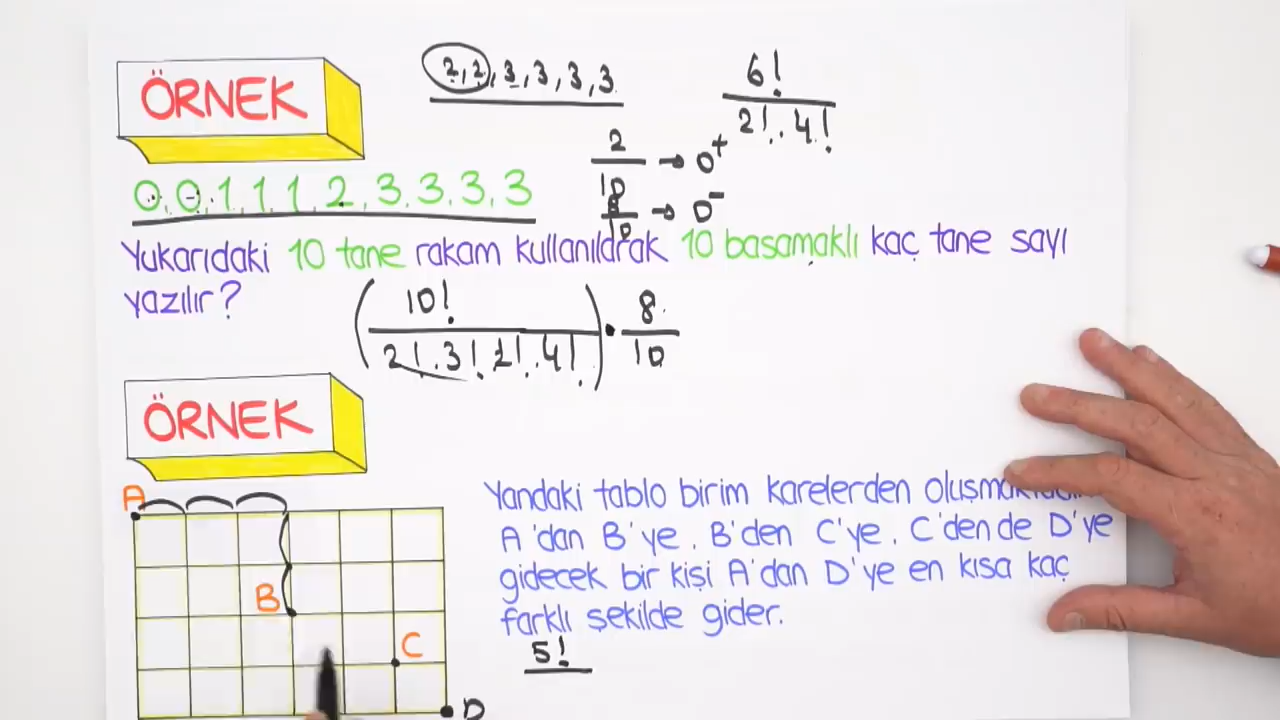 ÖRNEK
2,2,3,3,3,3
6!
2!.4!
2
10 → 0+
8
10 → 0-
0,0,1,1,1,2,3,3,3,3
Yukarıdaki 10 tane rakam kullanılarak 10 basamaklı kaç tane sayı
yazılır?
(10!
2!.3!.1!.4!) . 8
10
ÖRNEK
A
B
C
D
Yandaki tablo birim karelerden
A'dan B'ye, B'den C'ye, C'den de D'ye
gidecek bir kişi A'dan D'ye en kısa kaç
farklı şekilde gider.
5!